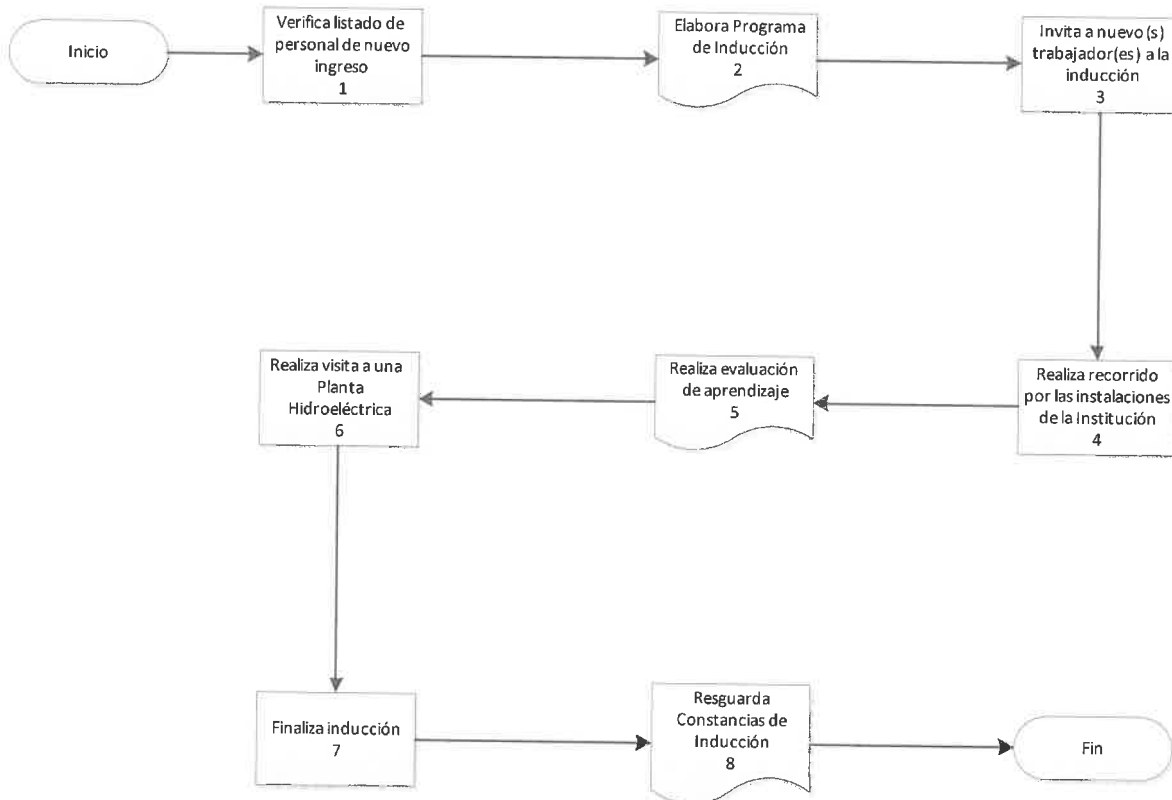 Inicio
Verifica listado de
personal de nuevo
ingreso
1
Elabora Programa
de Inducción
2
Invita a nuevo (s)
trabajador(es) a la
inducción
3
Realiza recorrido
por las instalaciones
de la Institución
4
Realiza evaluación
de aprendizaje
5
Realiza visita a una
Planta
Hidroeléctrica
6
Finaliza inducción
7
Resguarda
Constancias de
Inducción
8
Fin